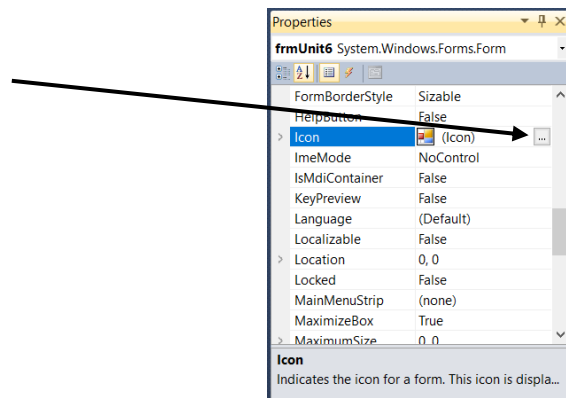 Properties
frmUnit6 System.Windows.Forms.Form
FormBorderStyle Sizable
HelpButton False
Icon (Icon) ...
ImeMode NoControl
IsMdiContainer False
KeyPreview False
Language (Default)
Localizable False
Location 0, 0
Locked False
MainMenuStrip (none)
MaximizeBox True
MaximumSize 0, 0
Icon
Indicates the icon for a form. This icon is displa...